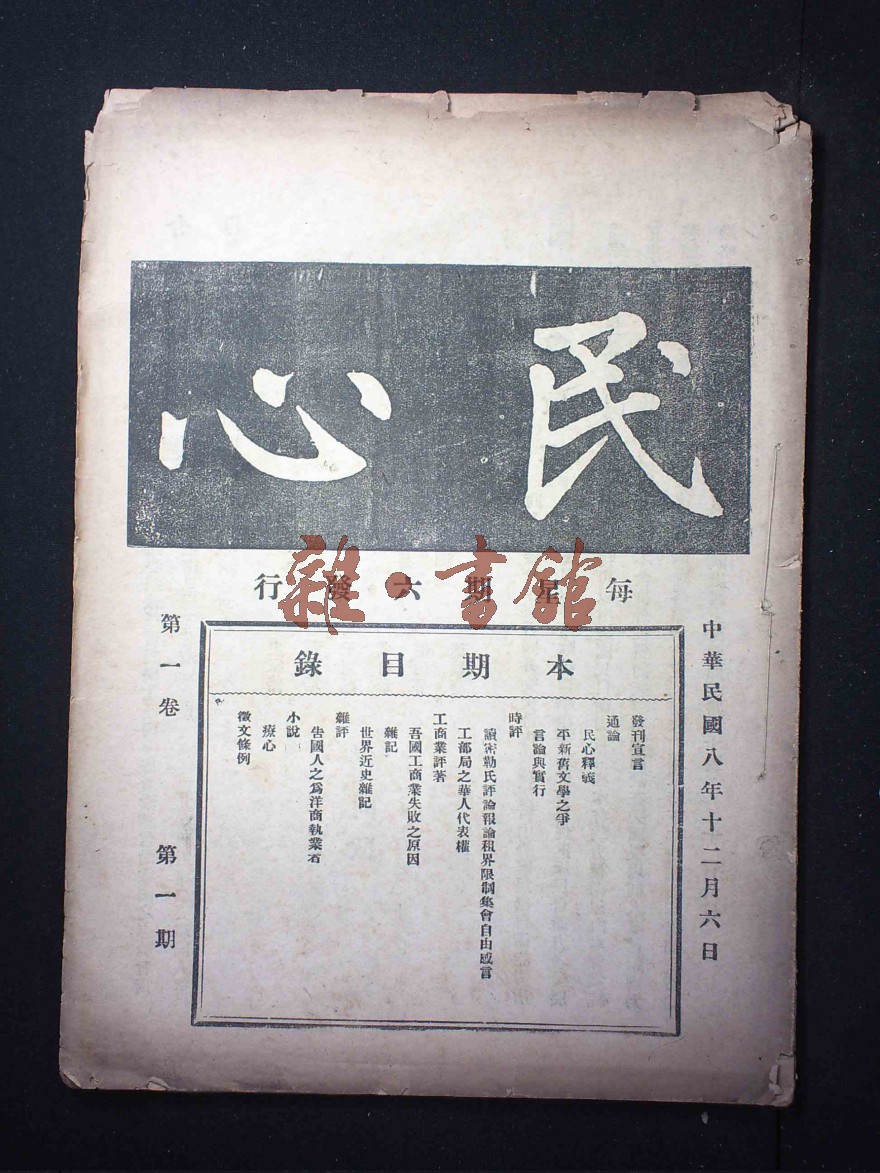 民心
每星期六發行
雜·書館
中華民國八年十二月六日
本期目錄
發刊宣言
通論
民心釋義
平新舊文學之爭
言論與實行
時評
讀密勒氏評論報論租界限制集會自由感言
工部局之華人代表權
工商業評著
吾國工商業失敗之原因
雜記
世界近史雜記
雜評
告國人之爲洋商執業者
小說
療心
徵文條例
第一卷
第一期